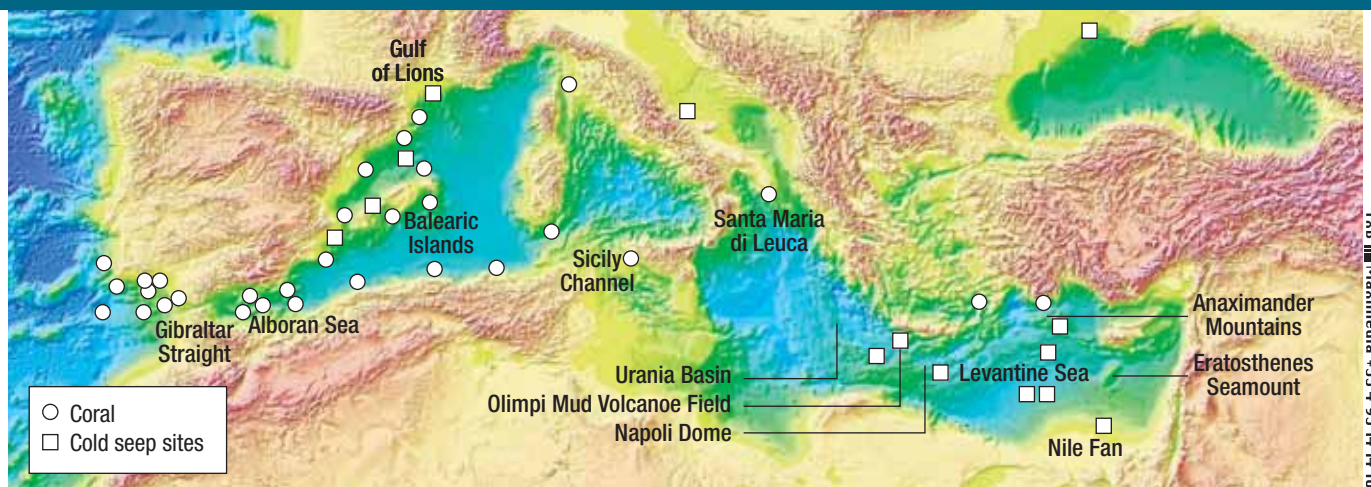 Gulf
of Lions
Balearic
Islands
Santa Maria
di Leuca
Sicily
Channel
Gibraltar
Straight
Alboran Sea
Anaximander
Mountains
Urania Basin
Levantine Sea
Eratosthenes
Seamount
Olimpi Mud Volcanoe Field
Napoli Dome
Nile Fan
Coral
Cold seep sites